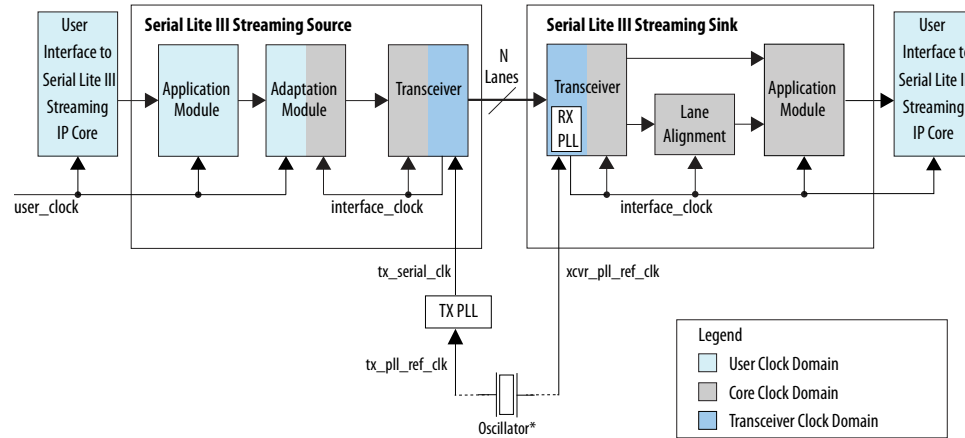 User
Interface to
Serial Lite III
Streaming
IP Core
Serial Lite III Streaming Source
Application
Module
Adaptation
Module
Transceiver
N
Lanes
Serial Lite III Streaming Sink
Transceiver
RX
PLL
Lane
Alignment
Application
Module
User
Interface to
Serial Lite III
Streaming
IP Core
user_clock
interface_clock
interface_clock
tx_serial_clk
xcvr_pll_ref_clk
TX PLL
tx_pll_ref_clk
Oscillator*
Legend
User Clock Domain
Core Clock Domain
Transceiver Clock Domain